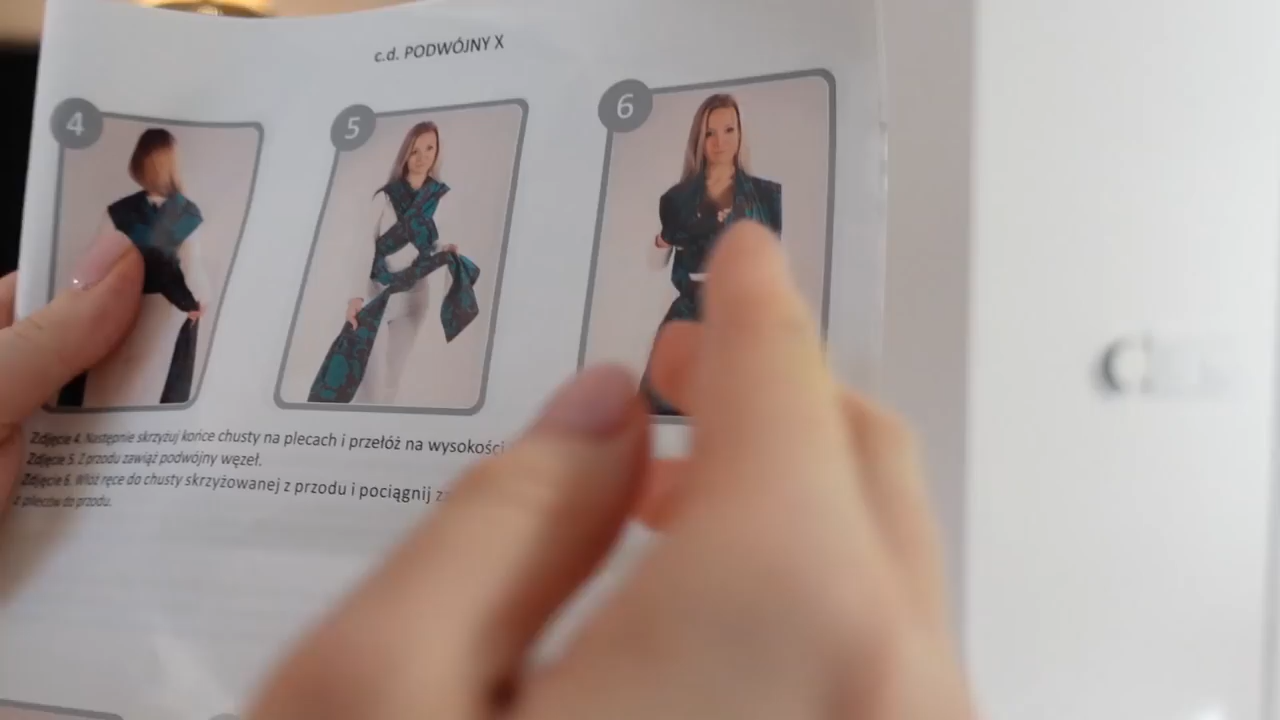 c.d. PODWÓJNY X
4
5
6
Zdjęcie 4. Następnie skrzyżuj końce chusty na plecach i przełóż na wysokości
Zdjęcie 5. Z przodu zawiąż podwójny węzeł.
Zdjęcie 6. Włóż ręce do chusty skrzyżowanej z przodu i pociągnij
z pleców do przodu.